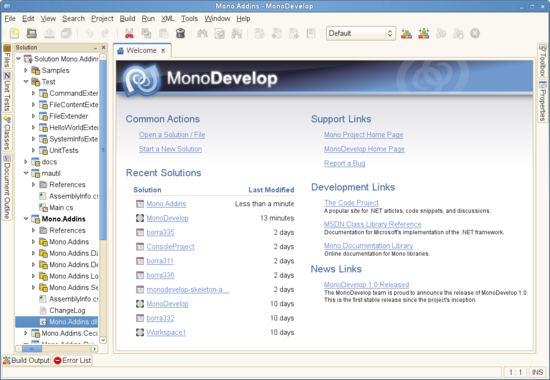 Mono.Addins - MonoDevelop
File Edit View Search Project Build Run XML Tools Window Help
Default
Solution
Welcome
Solution Mono.Addins
Samples
Test
CommandExten
FileContentExter
FileExtender
HelloWorldExten
SystemInfoExter
UnitTests
docs
mautil
References
AssemblyInfo.cs
Main.cs
Mono.Addins
References
Mono.Addins
Mono.Addins.Da
Mono.Addins.De
Mono.Addins.Lo
Mono.Addins.Se
AssemblyInfo.cs
ChangeLog
Mono.Addins.dll
Mono.Addins.Ceci
Files
Unit Tests
Classes
Document Outline
MonoDevelop
Common Actions
Open a Solution / File
Start a New Solution
Recent Solutions
Solution Last Modified
Mono.Addins Less than a minute
MonoDevelop 13 minutes
borra335 2 days
ConsoleProject 2 days
borra311 2 days
borra336 2 days
monodevelop-skeleton-a... 2 days
MonoDevelop 10 days
borra332 10 days
Workspace1 10 days
Support Links
Mono Project Home Page
MonoDevelop Home Page
Report a Bug
Development Links
The Code Project
A popular site for .NET articles, code snippets, and discussions.
MSDN Class Library Reference
Documentation for Microsoft's implementation of the .NET framework.
Mono Documentation Library
Online documentation for Mono libraries.
News Links
MonoDevelop 1.0 Released
The MonoDevelop team is proud to announce the release of MonoDevelop 1.0.
This is the first stable release since the project's inception.
Toolbox
Properties
Build Output Error List
1 : 1 INS